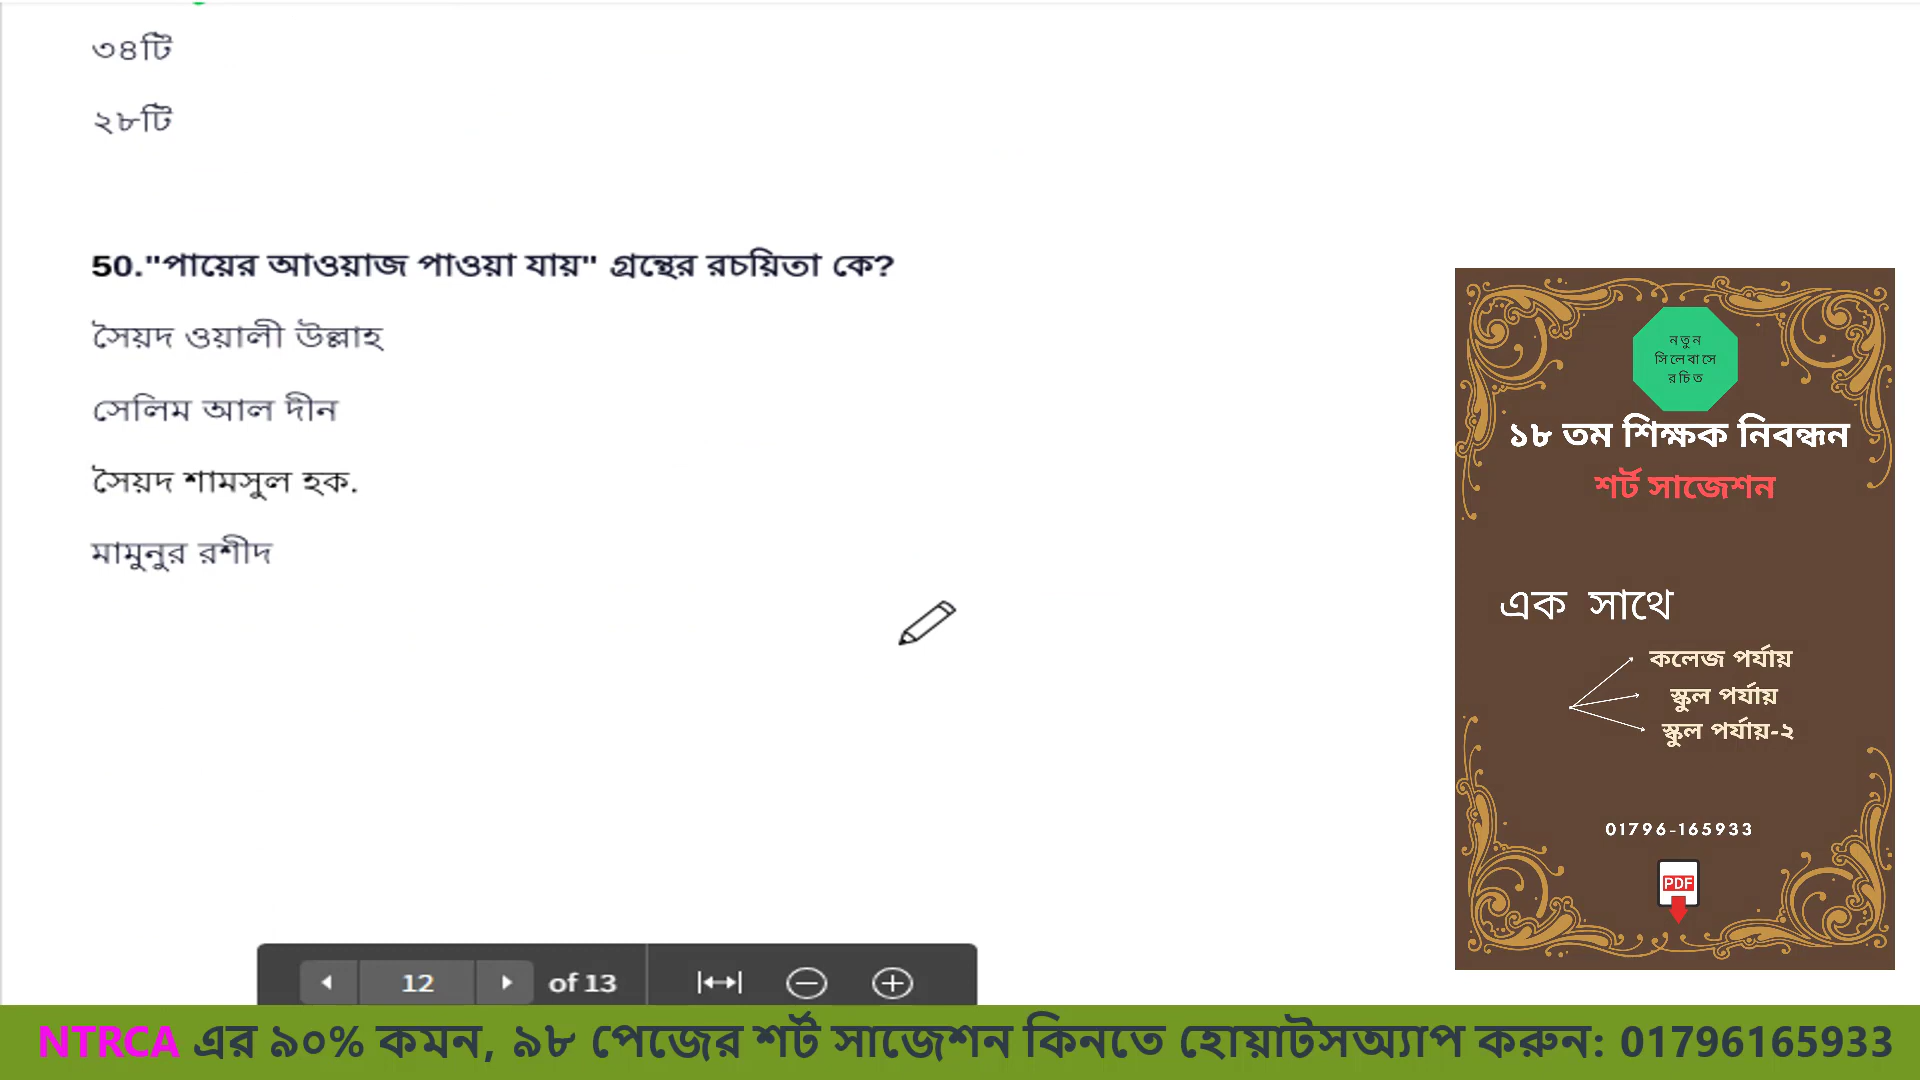 ৩৪টি
২৮টি
50."পায়ের আওয়াজ পাওয়া যায়" গ্রন্থের রচয়িতা কে?
সৈয়দ ওয়ালী উল্লাহ
সেলিম আল দীন
সৈয়দ শামসুল হক.
মামুনুর রশীদ
নতুন
সিলেবাসে
রচিত
১৮ তম শিক্ষক নিবন্ধন
শর্ট সাজেশন
এক সাথে
কলেজ পর্যায়
স্কুল পর্যায়
স্কুল পর্যায়-২
01796-165933
PDF
12 of 13
NTRCA এর ৯০% কমন, ৯৮ পেজের শর্ট সাজেশন কিনতে হোয়াটসঅ্যাপ করুন: 01796165933